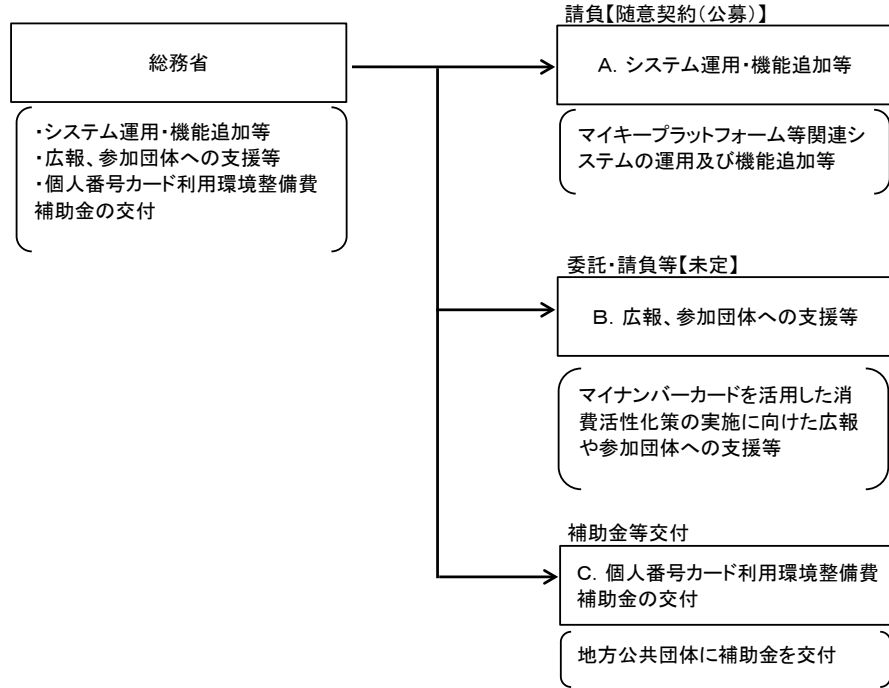 総務省
・システム運用・機能追加等
・広報、参加団体への支援等
・個人番号カード利用環境整備費
補助金の交付
請負【随意契約(公募)】
A. システム運用・機能追加等
マイキープラットフォーム等関連シ
ステムの運用及び機能追加等
委託・請負等【未定】
B. 広報、参加団体への支援等
マイナンバーカードを活用した消
費活性化策の実施に向けた広報
や参加団体への支援等
補助金等交付
C. 個人番号カード利用環境整備費
補助金の交付
地方公共団体に補助金を交付